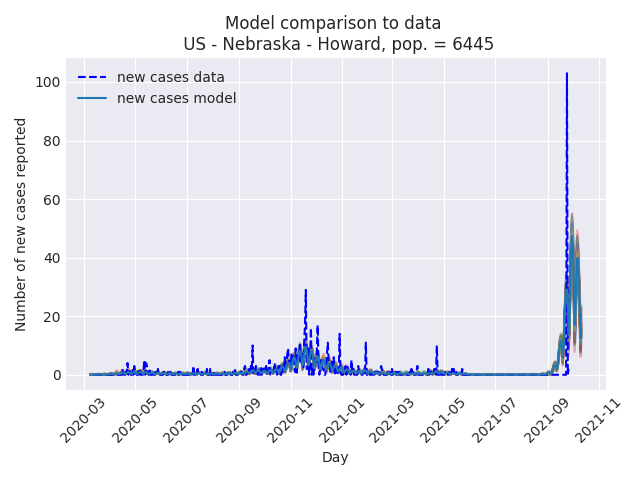 Model comparison to data
US - Nebraska - Howard, pop. = 6445
new cases data
new cases model
Number of new cases reported
100
80
60
40
20
0
2020-03
2020-05
2020-07
2020-09
2020-11
2021-01
2021-03
2021-05
2021-07
2021-09
2021-11
Day